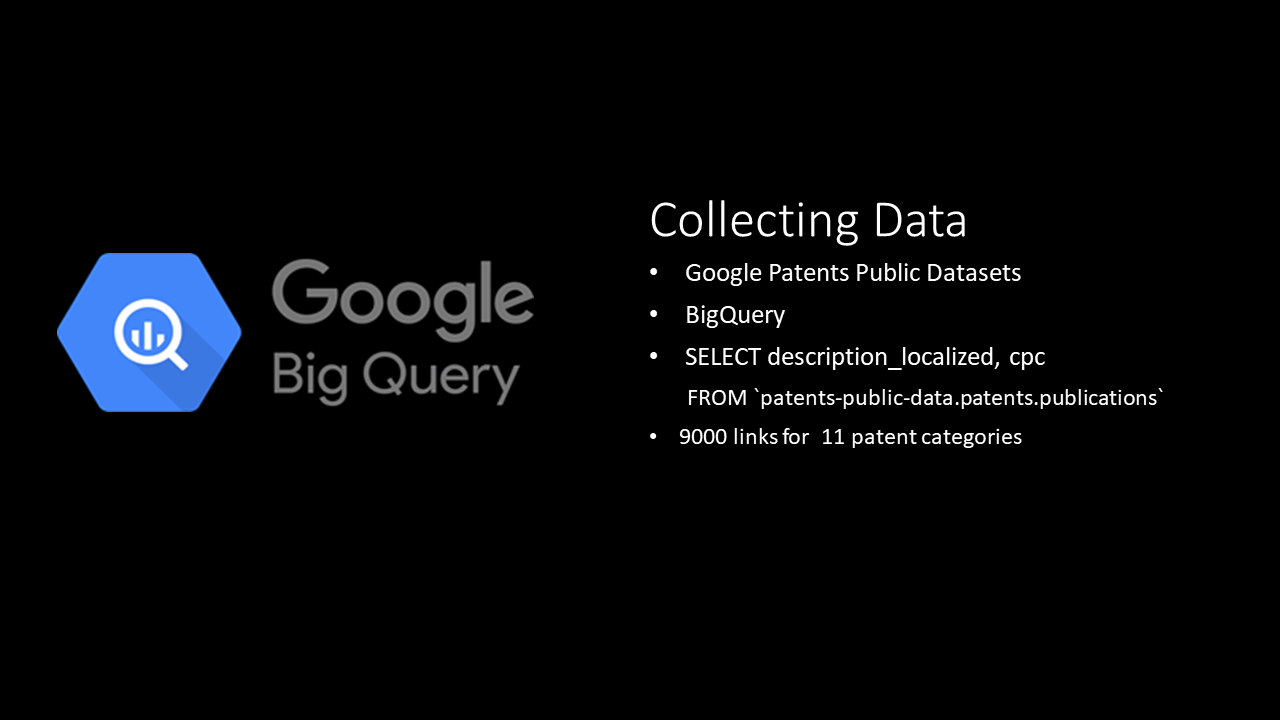 Google
Big Query
Collecting Data
• Google Patents Public Datasets
• BigQuery
• SELECT description_localized, cpc
FROM `patents-public-data.patents.publications`
• 9000 links for 11 patent categories